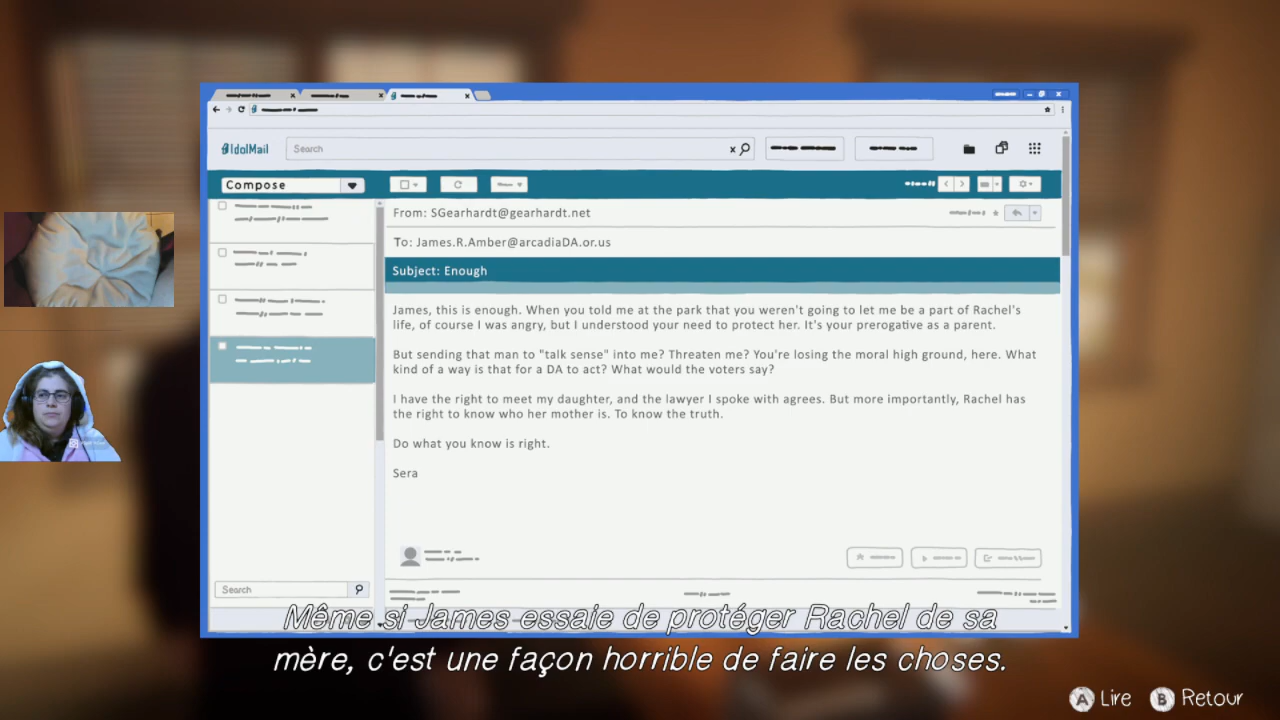 IdolMail
Search
Compose
From: SGearhardt@gearhardt.net
To: James.R.Amber@arcadiaDA.or.us
Subject: Enough
James, this is enough. When you told me at the park that you weren't going to let me be a part of Rachel's
life, of course I was angry, but I understood your need to protect her. It's your prerogative as a parent.
But sending that man to "talk sense" into me? Threaten me? You're losing the moral high ground, here. What
kind of a way is that for a DA to act? What would the voters say?
I have the right to meet my daughter, and the lawyer I spoke with agrees. But more importantly, Rachel has
the right to know who her mother is. To know the truth.
Do what you know is right.
Sera
Search
Même si James essaie de protéger Rachel de sa
mère, c'est une façon horrible de faire les choses.
A Lire B Retour